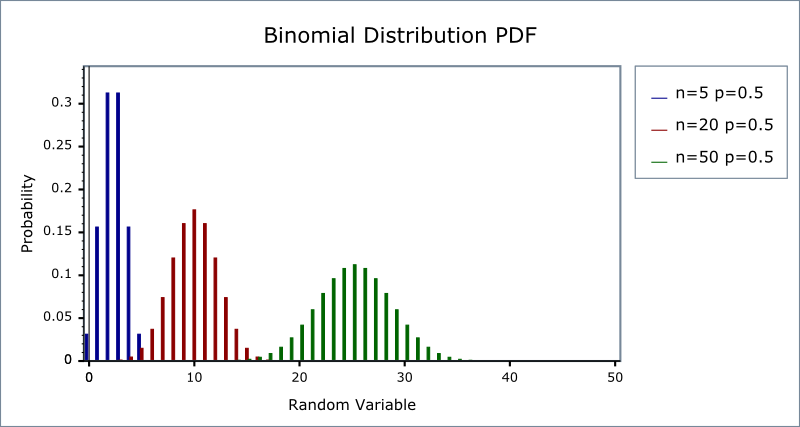 Binomial Distribution PDF
n=5 p=0.5
n=20 p=0.5
n=50 p=0.5
Probability
0.3
0.25
0.2
0.15
0.1
0.05
0
0 10 20 30 40 50
Random Variable